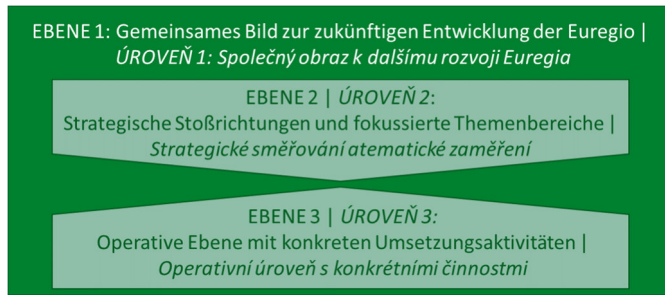 EBENE 1: Gemeinsames Bild zur zukünftigen Entwicklung der Euregio |
ÚROVEŇ 1: Společný obraz k dalšímu rozvoji Euregia
EBENE 2 | ÚROVEŇ 2:
Strategische Stoßrichtungen und fokussierte Themenbereiche |
Strategické směřování atematické zaměření
EBENE 3 | ÚROVEŇ 3:
Operative Ebene mit konkreten Umsetzungsaktivitäten |
Operativní úroveň s konkrétními činnostmi